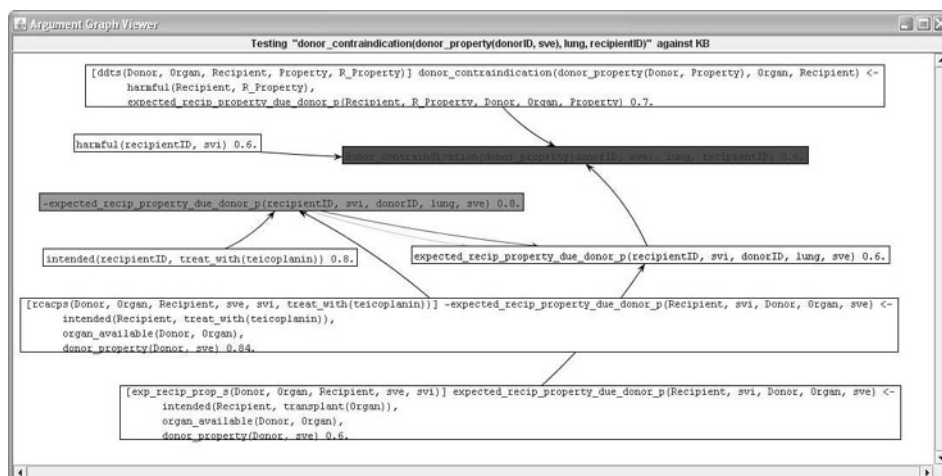 Argument Graph Viewer
Testing "donor_contraindication(donor_property(donorID, sve), lung, recipientID)" against KB
[ddts(Donor, Organ, Recipient, Property, R_Property)] donor_contraindication(donor_property(Donor, Property), Organ, Recipient) <-
harmful(Recipient, R_Property),
expected_recip_property_due_donor_p(Recipient, R_Property, Donor, Organ, Property) 0.7.
harmful(recipientID, svi) 0.6.
donor_contraindication(donor_property(donorID, sve), lung, recipientID)
~expected_recip_property_due_donor_p(recipientID, svi, donorID, lung, sve) 0.8.
intended(recipientID, treat_with(teicoplanin)) 0.8.
expected_recip_property_due_donor_p(recipientID, svi, donorID, lung, sve) 0.6.
[rcacps(Donor, Organ, Recipient, sve, svi, treat_with(teicoplanin))] ~expected_recip_property_due_donor_p(Recipient, svi, Donor, Organ, sve) <-
intended(Recipient, treat_with(teicoplanin)),
organ_available(Donor, Organ),
donor_property(Donor, sve) 0.84.
[exp_recip_prop_s(Donor, Organ, Recipient, sve, svi)] expected_recip_property_due_donor_p(Recipient, svi, Donor, Organ, sve) <-
intended(Recipient, transplant(Organ)),
organ_available(Donor, Organ),
donor_property(Donor, sve) 0.6.